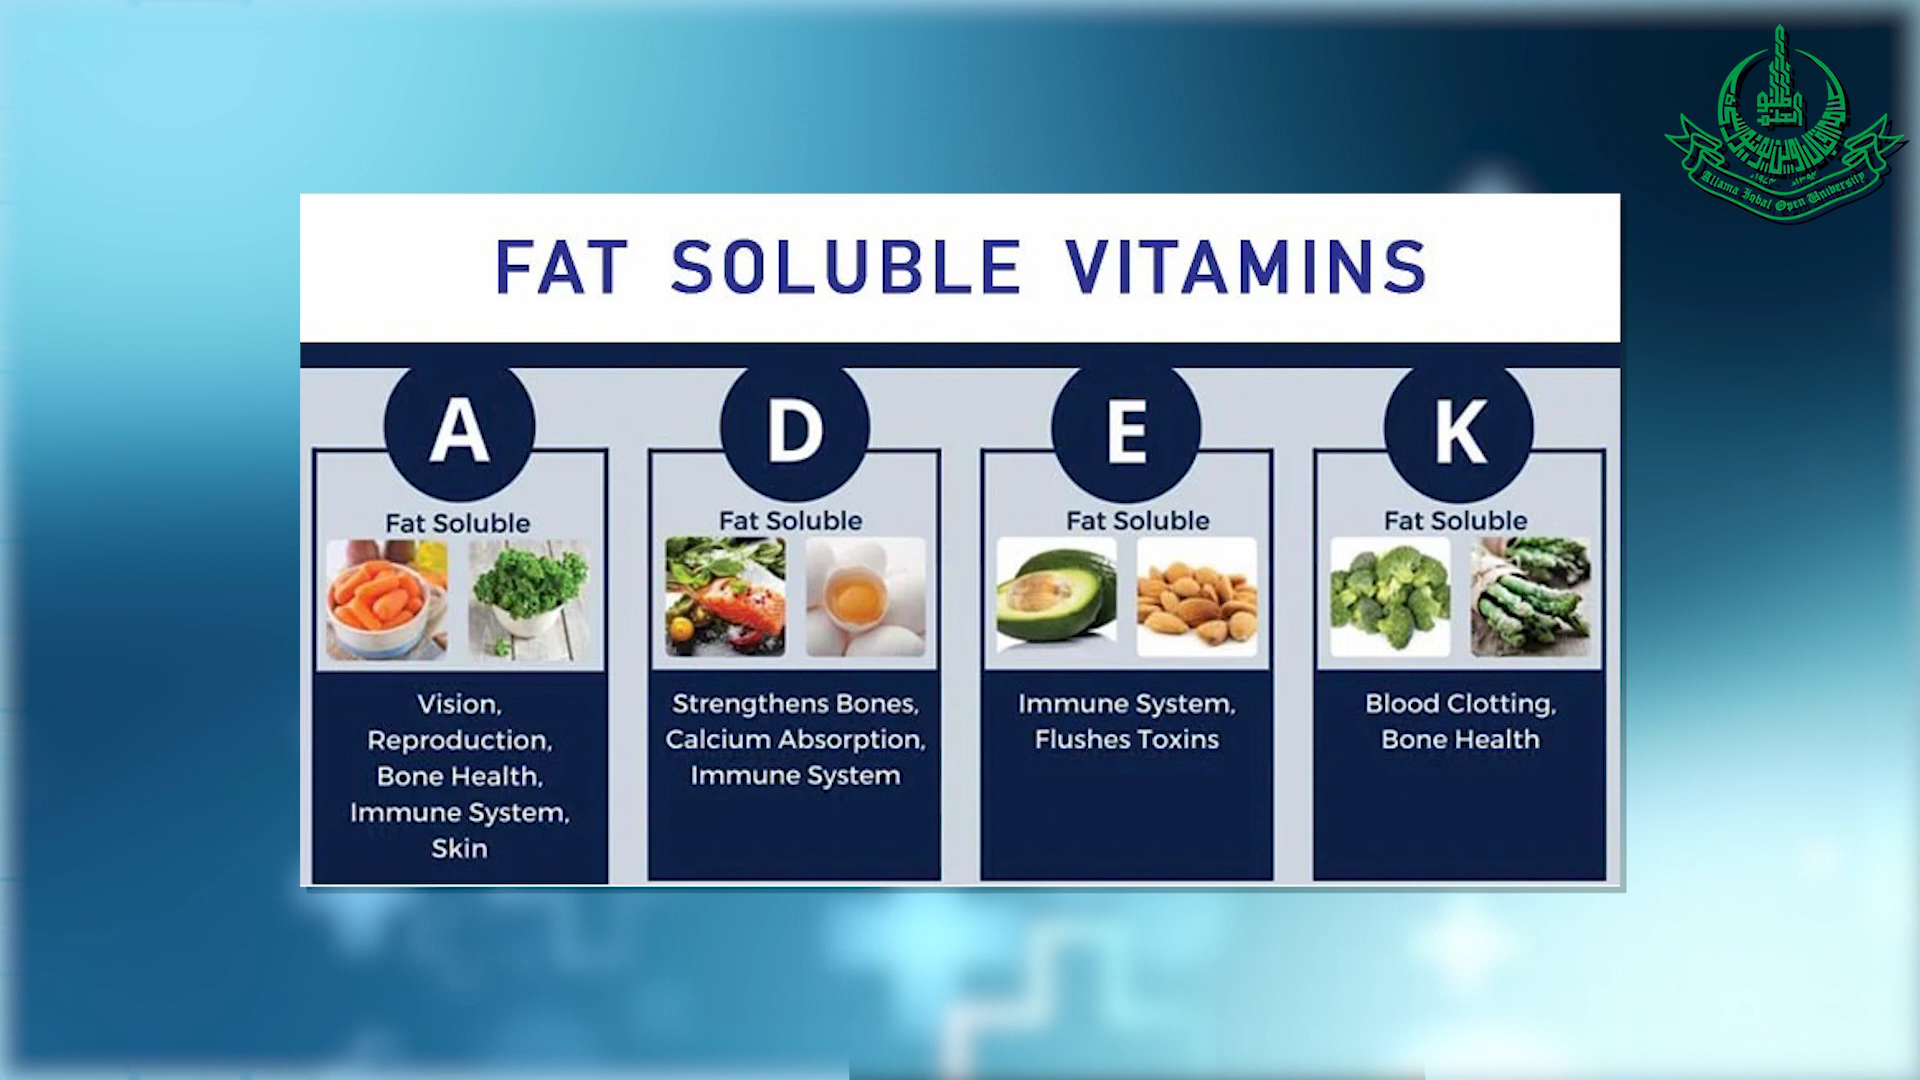 FAT SOLUBLE VITAMINS
A
Fat Soluble
Vision,
Reproduction,
Bone Health,
Immune System,
Skin
D
Fat Soluble
Strengthens Bones,
Calcium Absorption,
Immune System
E
Fat Soluble
Immune System,
Flushes Toxins
K
Fat Soluble
Blood Clotting,
Bone Health
Allama Iqbal Open University